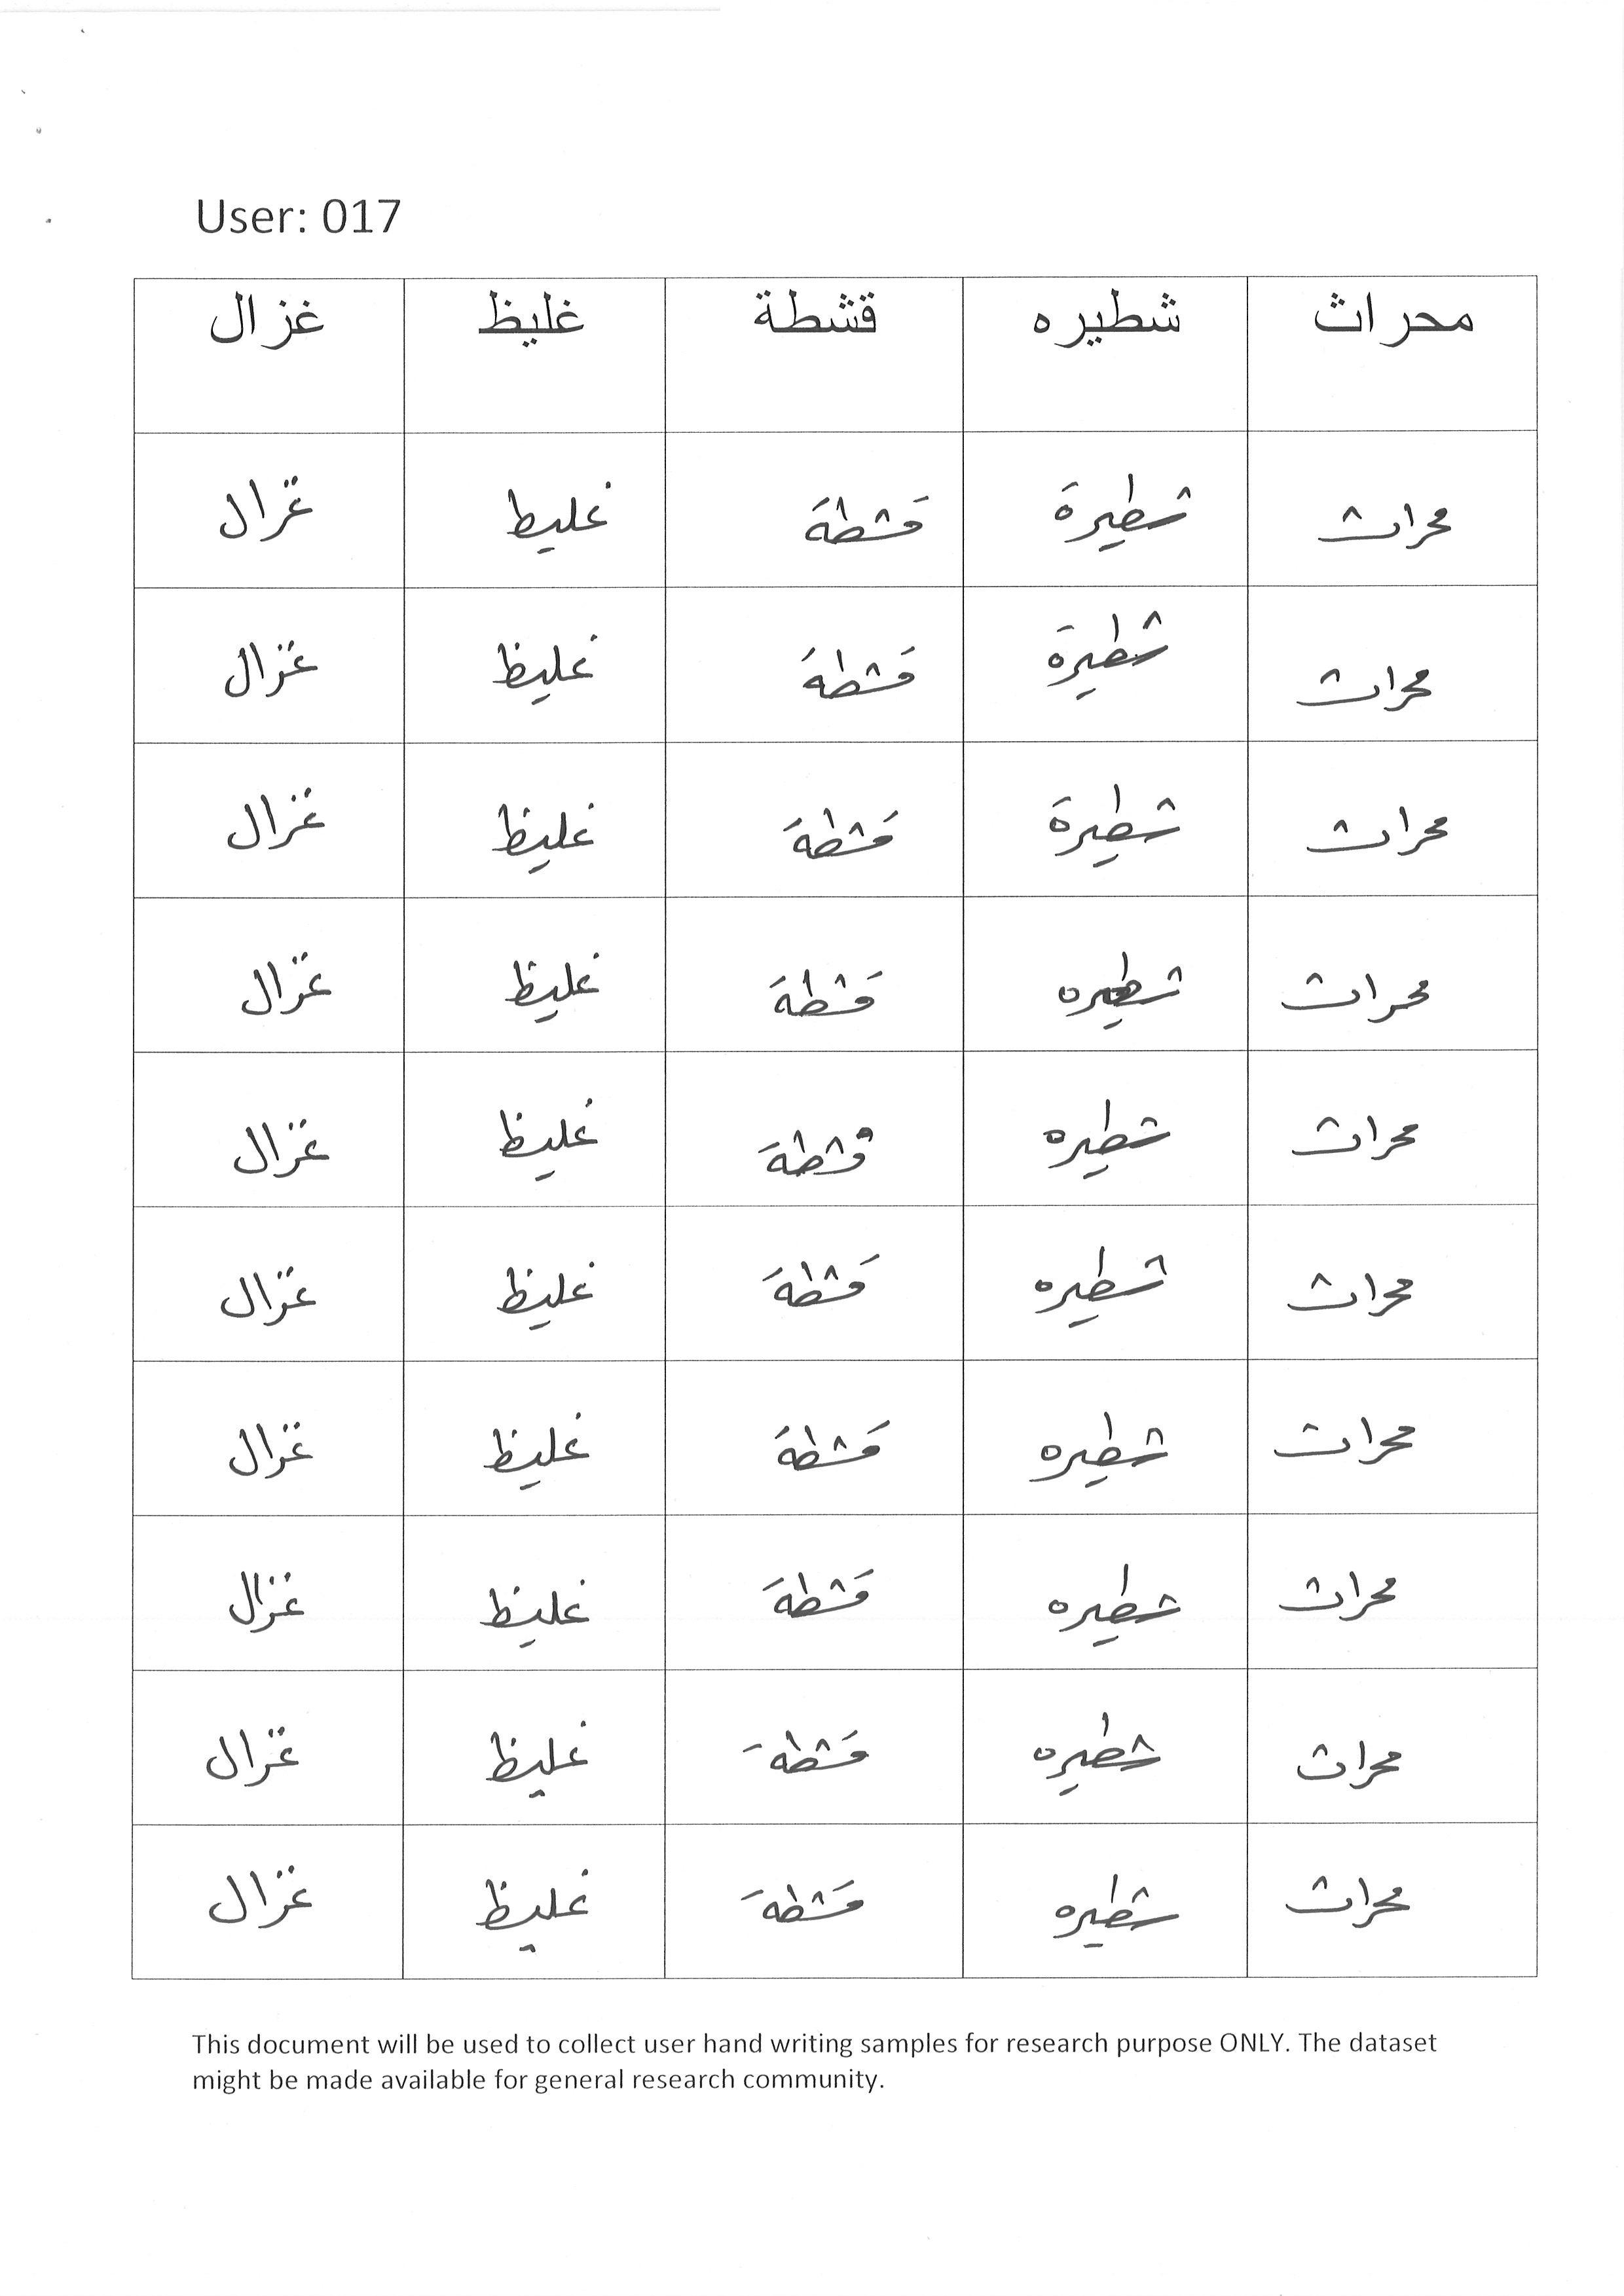 User: 017
محراث شطيره قشطة غليظ غزال
محراث شطيرة قشطة غليط غزال
محراث شطيرة قشطة غليظ غزال
محراث شطيرة قشطة غليظ غزال
محراث شطيره قشطة غليظ غزال
محراث شطيره قشطة غليظ غزال
محراث شطيره قشطة غليظ غزال
محراث شطيره قشطة غليظ غزال
محراث شطيره قشطة غليظ غزال
محراث شطيره قشطة غليظ غزال
محراث شطيره قشطة غليظ غزال
This document will be used to collect user hand writing samples for research purpose ONLY. The dataset
might be made available for general research community.